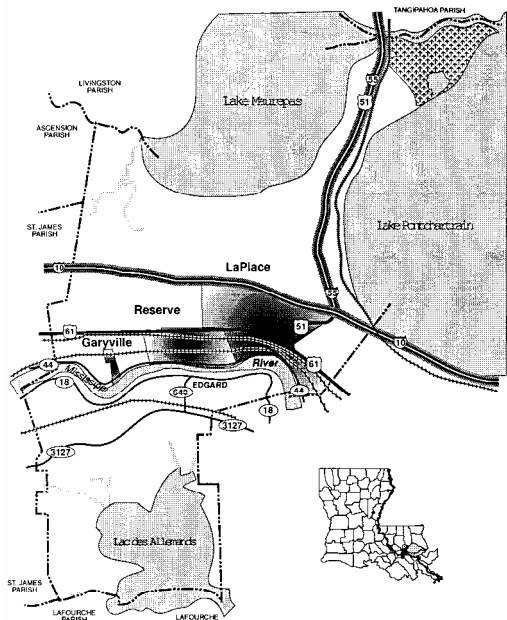 TANGIPAHOA PARISH
55
51
LIVINGSTON
PARISH
Lake Maurepas
ASCENSION
PARISH
ST. JAMES
PARISH
Lake Pontchartrain
LaPlace
10
Reserve
55
51
61
Garyville
10
River
61
44
Mississippi
18
EDGARD
640
44
18
3127
3127
Lac des Allemands
ST. JAMES
PARISH
LAFOURCHE
PARISH
LAFOURCHE